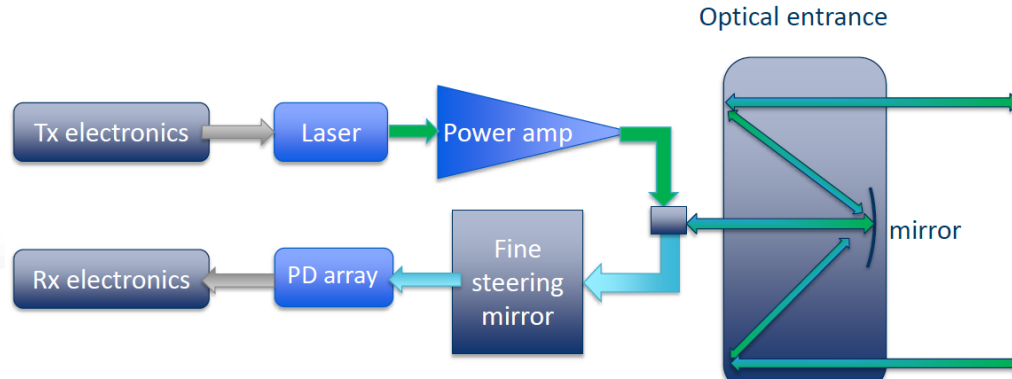 Optical entrance
Tx electronics
Laser
Power amp
mirror
Fine
steering
mirror
Rx electronics
PD array